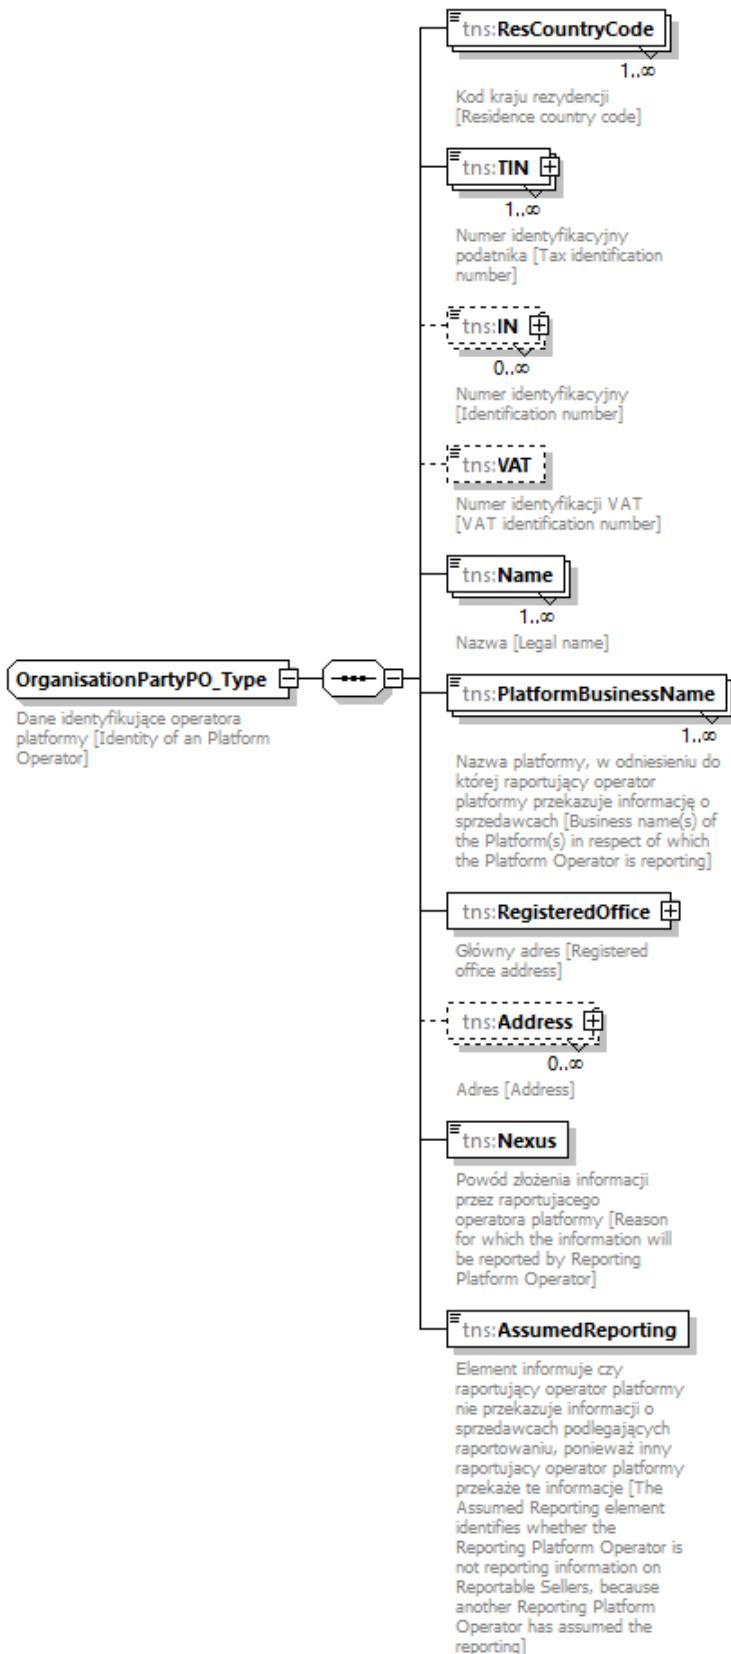 tns:ResCountryCode
1..∞
Kod kraju rezydencji
[Residence country code]
tns:TIN
1..∞
Numer identyfikacyjny
podatnika [Tax identification
number]
tns:IN
0..∞
Numer identyfikacyjny
[Identification number]
tns:VAT
Numer identyfikacji VAT
[VAT identification number]
tns:Name
1..∞
Nazwa [Legal name]
OrganisationPartyPO_Type
Dane identyfikujące operatora
platformy [Identity of an Platform
Operator]
tns:PlatformBusinessName
1..∞
Nazwa platformy, w odniesieniu do
której raportujący operator
platformy przekazuje informację o
sprzedawcach [Business name(s) of
the Platform(s) in respect of which
the Platform Operator is reporting]
tns:RegisteredOffice
Główny adres [Registered
office address]
tns:Address
0..∞
Adres [Address]
tns:Nexus
Powód złożenia informacji
przez raportujacego
operatora platformy [Reason
for which the information will
be reported by Reporting
Platform Operator]
tns:AssumedReporting
Element informuje czy
raportujący operator platformy
nie przekazuje informacji o
sprzedawcach podlegających
raportowaniu, ponieważ inny
raportujacy operator platformy
przekaże te informacje [The
Assumed Reporting element
identifies whether the
Reporting Platform Operator is
not reporting information on
Reportable Sellers, because
another Reporting Platform
Operator has assumed the
reporting]